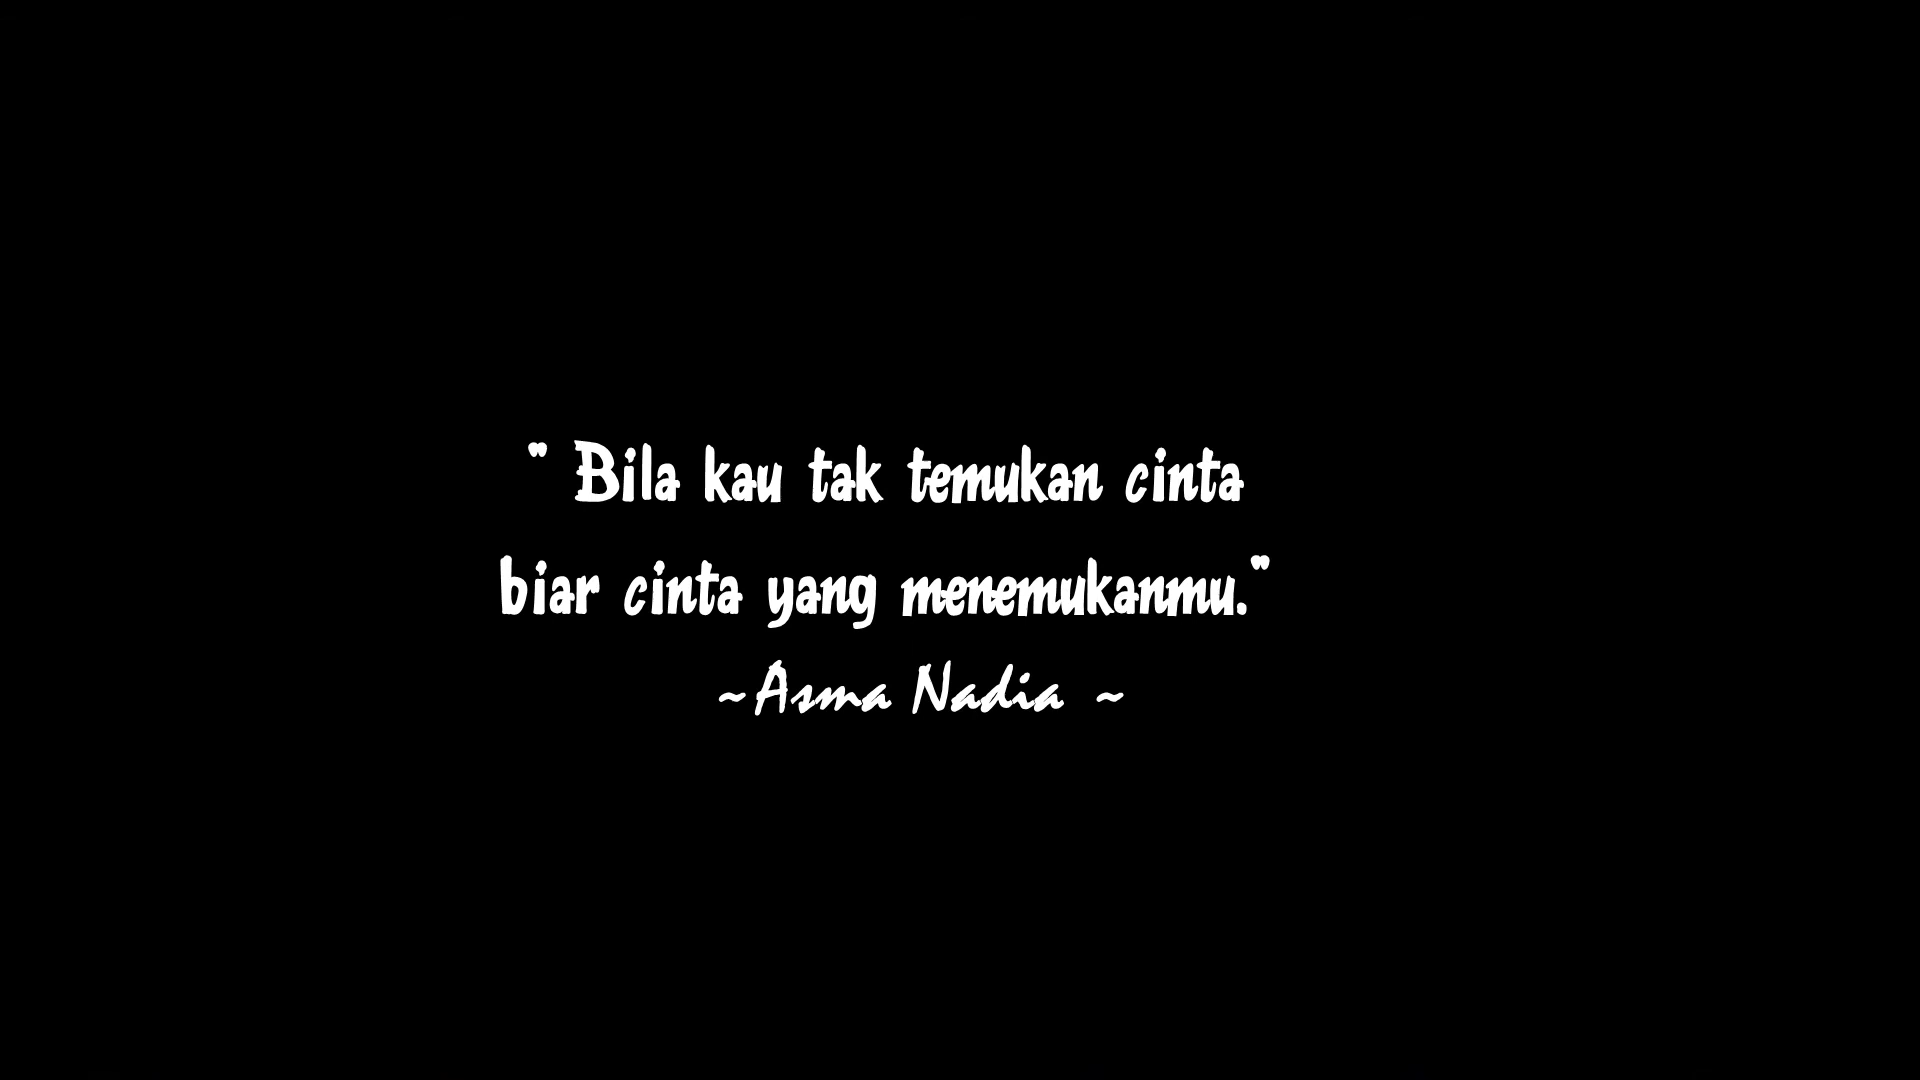 " Bila kau tak temukan cinta
biar cinta yang menemukanmu."
~Asma Nadia ~